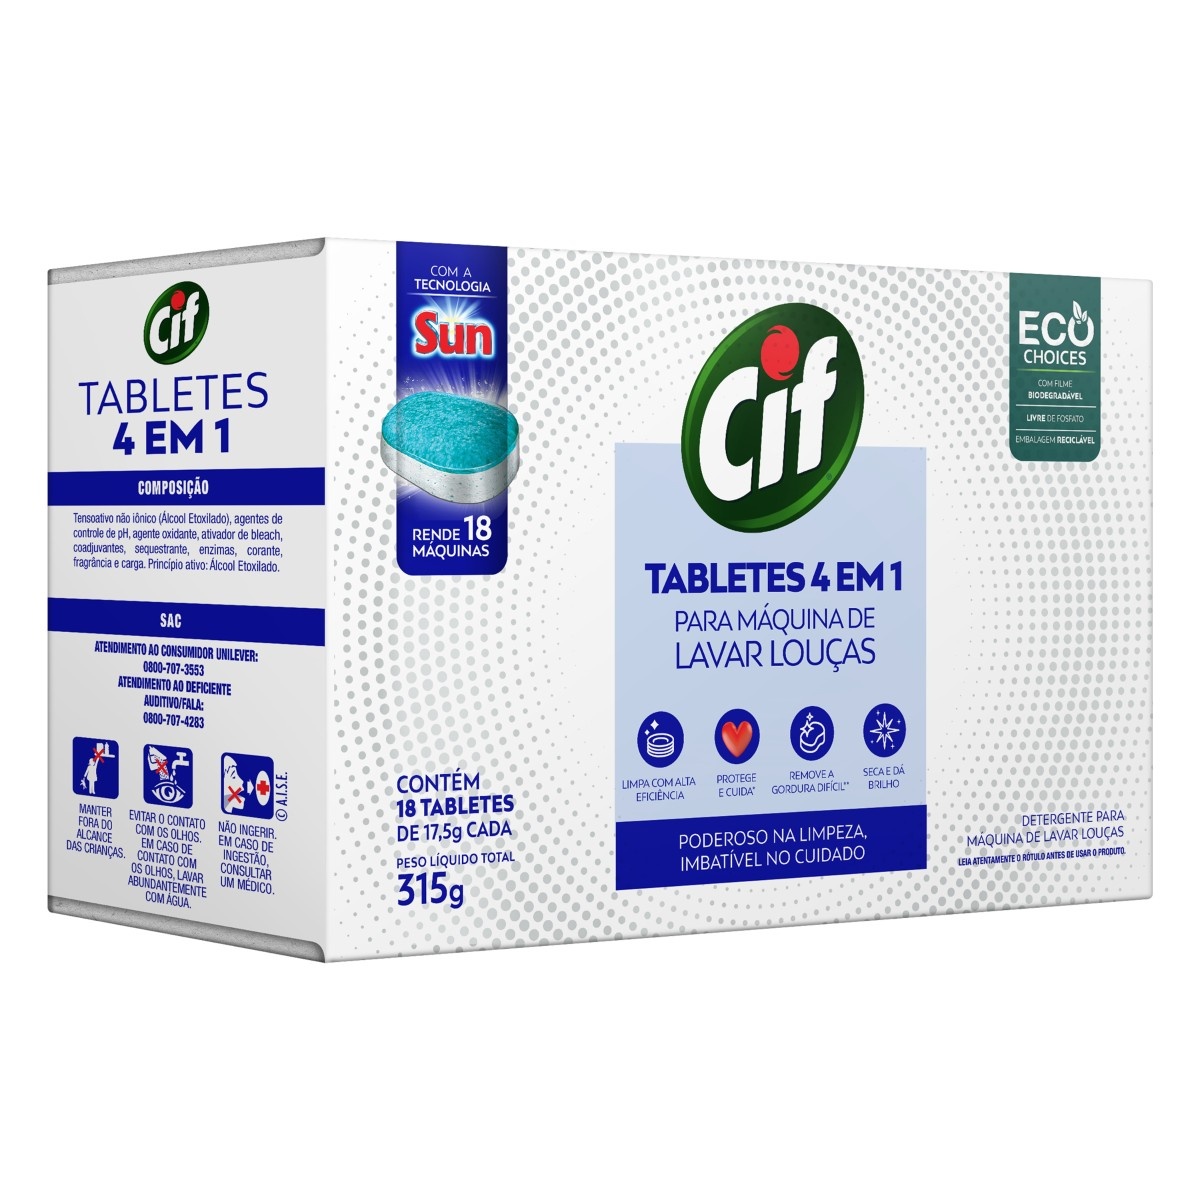 Cif
TABLETES
4 EM 1
COMPOSIÇÃO
Tensoativo não iônico (Álcool Etoxilado), agentes de
controle de pH, agente oxidante, ativador de bleach,
coadjuvantes, sequestrante, enzimas, corante,
fragrância e carga. Princípio ativo: Álcool Etoxilado.
SAC
ATENDIMENTO AO CONSUMIDOR UNILEVER:
0800-707-3553
ATENDIMENTO AO DEFICIENTE
AUDITIVO/FALA:
0800-707-4283
MANTER
FORA DO
ALCANCE
DAS CRIANÇAS.
EVITAR O CONTATO
COM OS OLHOS.
EM CASO DE
CONTATO COM
OS OLHOS, LAVAR
ABUNDANTEMENTE
COM ÁGUA.
NÃO INGERIR.
EM CASO DE
INGESTÃO,
CONSULTAR
UM MÉDICO.
© A.I.S.E.
COM A
TECNOLOGIA
Sun
RENDE 18
MÁQUINAS
CONTÉM
18 TABLETES
DE 17,5g CADA
PESO LÍQUIDO TOTAL
315g
Cif
TABLETES 4 EM 1
PARA MÁQUINA DE
LAVAR LOUÇAS
LIMPA COM ALTA
EFICIÊNCIA
PROTEGE
E CUIDA*
REMOVE A
GORDURA DIFÍCIL**
SECA E DÁ
BRILHO
PODEROSO NA LIMPEZA,
IMBATÍVEL NO CUIDADO
ECO
CHOICES
COM FILME
BIODEGRADÁVEL
LIVRE DE FOSFATO
EMBALAGEM RECICLÁVEL
DETERGENTE PARA
MÁQUINA DE LAVAR LOUÇAS
LEIA ATENTAMENTE O RÓTULO ANTES DE USAR O PRODUTO.